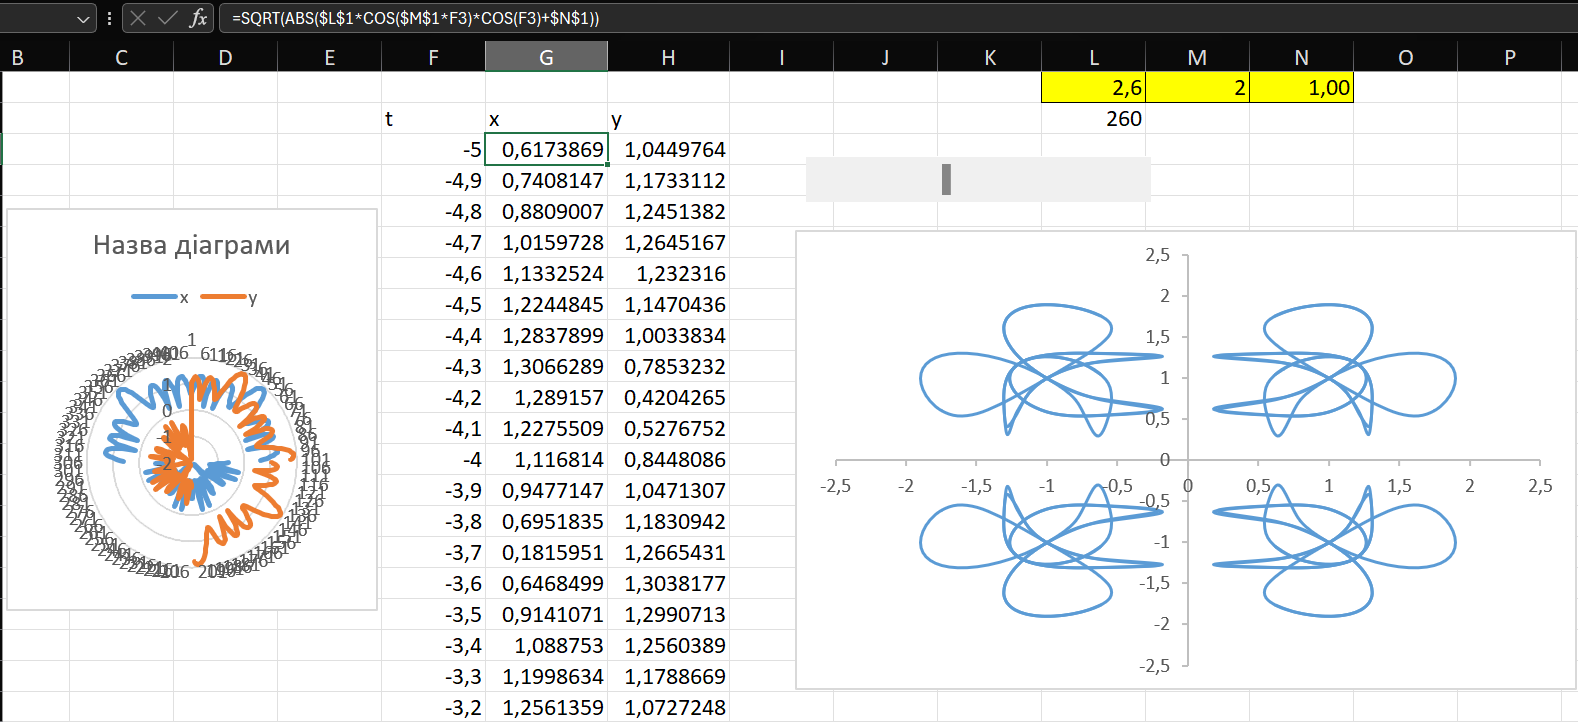 =SQRT(ABS($L$1*COS($M$1*F3)*COS(F3)+$N$1))
B C D E F G H I J K L M N O P
2,6 2 1,00
t x y 260
-5 0,6173869 1,0449764
-4,9 0,7408147 1,1733112
-4,8 0,8809007 1,2451382
-4,7 1,0159728 1,2645167
-4,6 1,1332524 1,232316
-4,5 1,2244845 1,1470436
-4,4 1,2837899 1,0033834
-4,3 1,3066289 0,7853232
-4,2 1,289157 0,4204265
-4,1 1,2275509 0,5276752
-4 1,116814 0,8448086
-3,9 0,9477147 1,0471307
-3,8 0,6951835 1,1830942
-3,7 0,1815951 1,2665431
-3,6 0,6468499 1,3038177
-3,5 0,9141071 1,2990713
-3,4 1,088753 1,2560389
-3,3 1,1998634 1,1788669
-3,2 1,2561359 1,0727248
Назва діаграми
x y
1
0
-1
-2
2,5
2
1,5
1
0,5
0
-0,5
-1
-1,5
-2
-2,5
-2,5 -2 -1,5 -1 -0,5 0 0,5 1 1,5 2 2,5